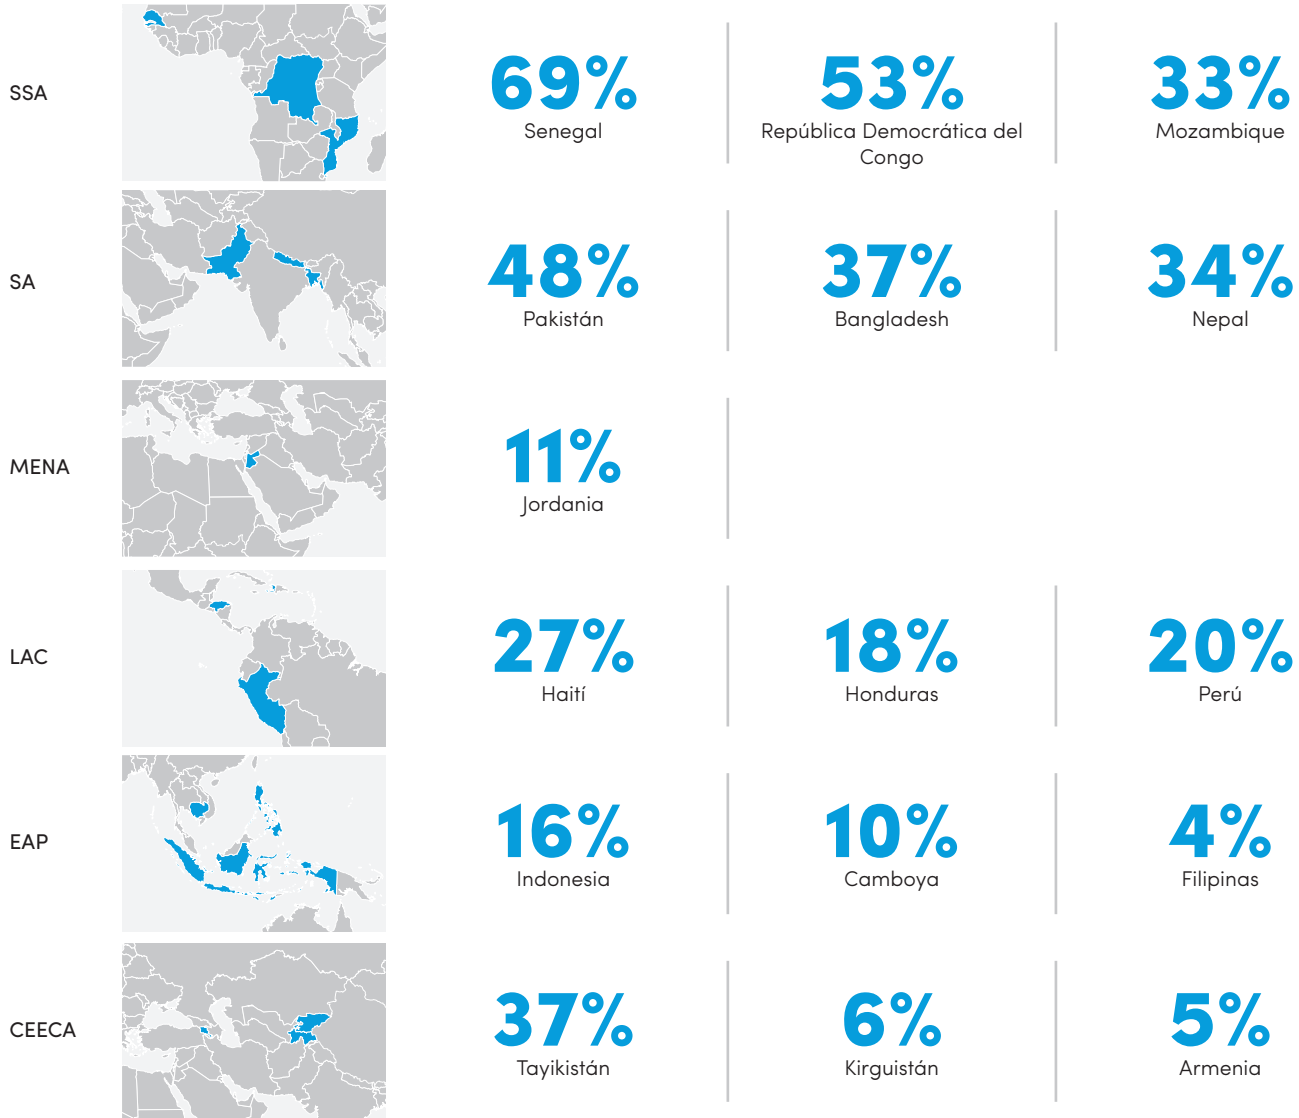 SSA
69%
Senegal
53%
República Democrática del
Congo
33%
Mozambique
SA
48%
Pakistán
37%
Bangladesh
34%
Nepal
MENA
11%
Jordania
LAC
27%
Haití
18%
Honduras
20%
Perú
EAP
16%
Indonesia
10%
Camboya
4%
Filipinas
CEECA
37%
Tayikistán
6%
Kirguistán
5%
Armenia